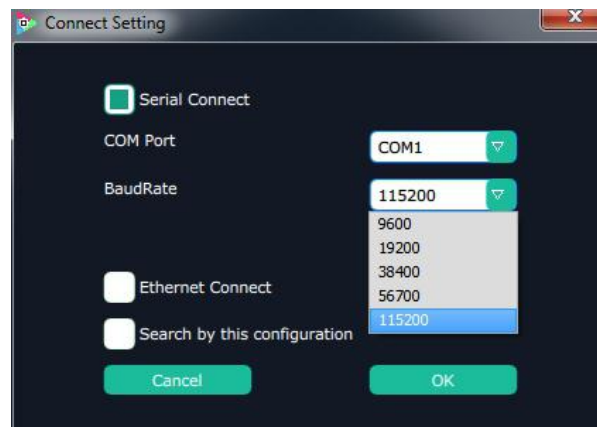 Connect Setting
Serial Connect
COM Port
COM1
BaudRate
115200
9600
19200
38400
56700
115200
Ethernet Connect
Search by this configuration
Cancel
OK